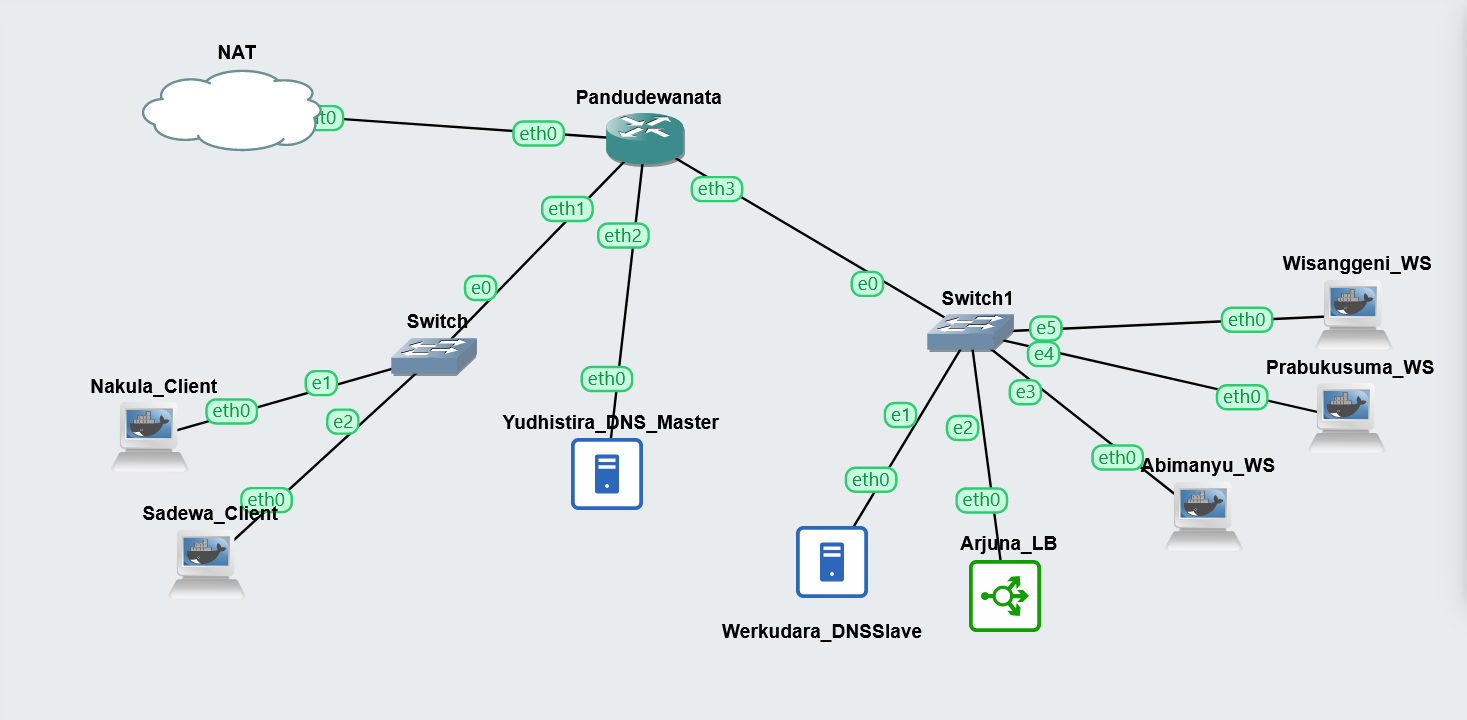 NAT
Pandudewanata
t0
eth0
eth3
eth1
eth2
e0
e0
Switch
Switch1
Wisanggeni_WS
e5
eth0
e4
Prabukusuma_WS
eth0
Nakula_Client
e1
eth0
e2
eth0
Yudhistira_DNS_Master
e3
e1
e2
eth0
Abimanyu_WS
eth0
eth0
eth0
Sadewa_Client
Arjuna_LB
Werkudara_DNSSlave